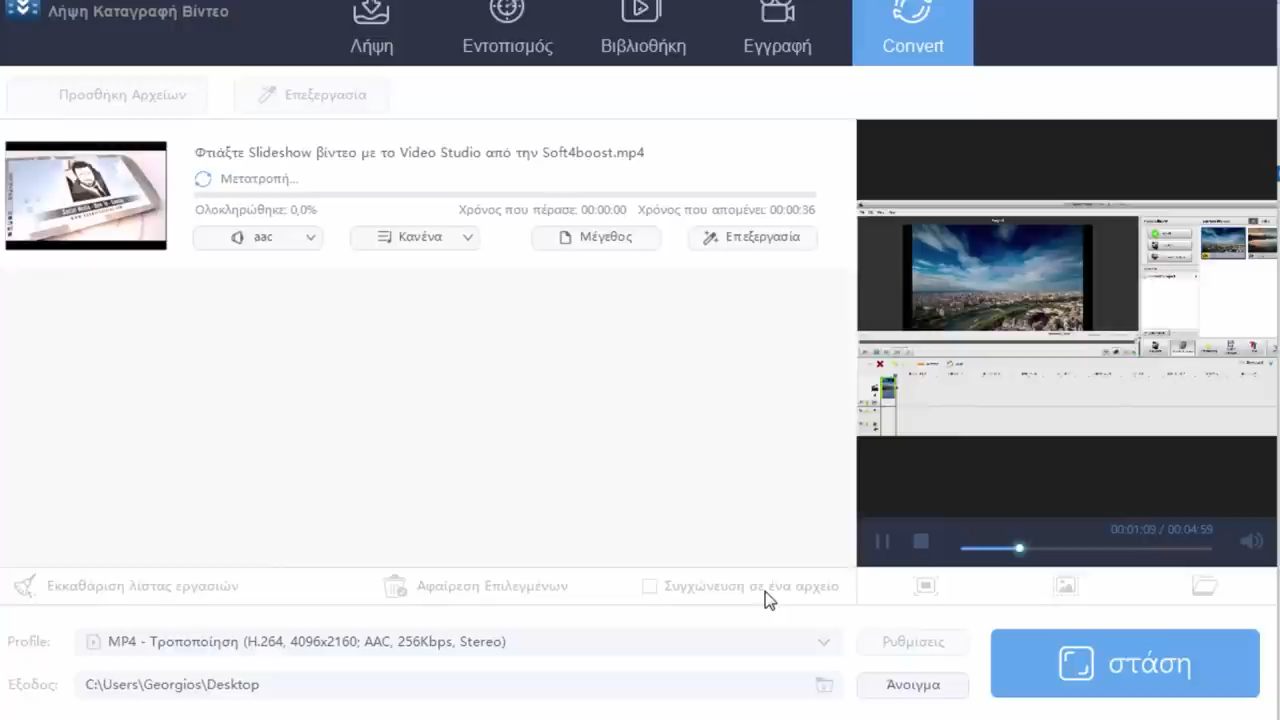 Λήψη Καταγραφή Βίντεο
Λήψη
Εντοπισμός
Βιβλιοθήκη
Εγγραφή
Convert
Προσθήκη Αρχείων
Επεξεργασία
Φτιάξτε Slideshow βίντεο με το Video Studio από την Soft4boost.mp4
Μετατροπή...
Ολοκληρώθηκε: 0,0%
Χρόνος που πέρασε: 00:00:00
Χρόνος που απομένει: 00:00:36
aac
Κανένα
Μέγεθος
Επεξεργασία
00:01:09 / 00:04:59
Εκκαθάριση λίστας εργασιών
Αφαίρεση Επιλεγμένων
Συγχώνευση σε ένα αρχείο
Profile:
MP4 - Τροποποίηση (H.264, 4096x2160; AAC, 256Kbps, Stereo)
Ρυθμίσεις
στάση
Έξοδος:
C:\Users\Georgios\Desktop
Άνοιγμα